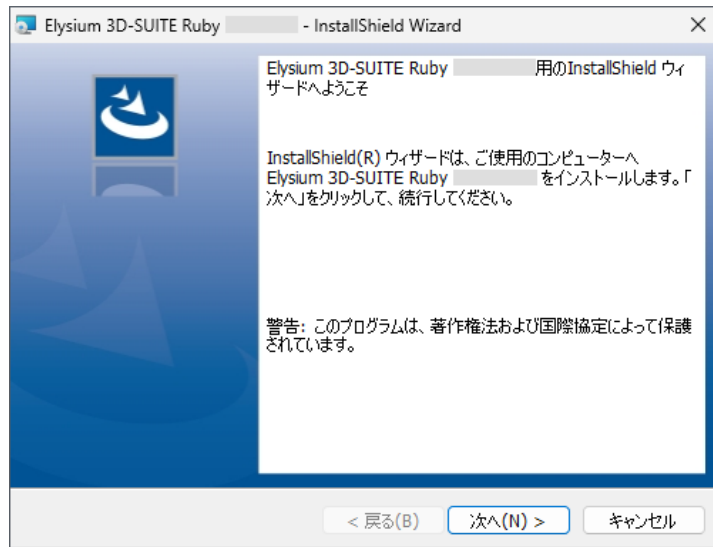 Elysium 3D-SUITE Ruby - InstallShield Wizard
Elysium 3D-SUITE Ruby 用のInstallShield ウィ
ザードへようこそ
InstallShield(R) ウィザードは、ご使用のコンピューターへ
Elysium 3D-SUITE Ruby をインストールします。「
次へ」をクリックして、続行してください。
警告: このプログラムは、著作権法および国際協定によって保護
されています。
< 戻る(B) 次へ(N) > キャンセル